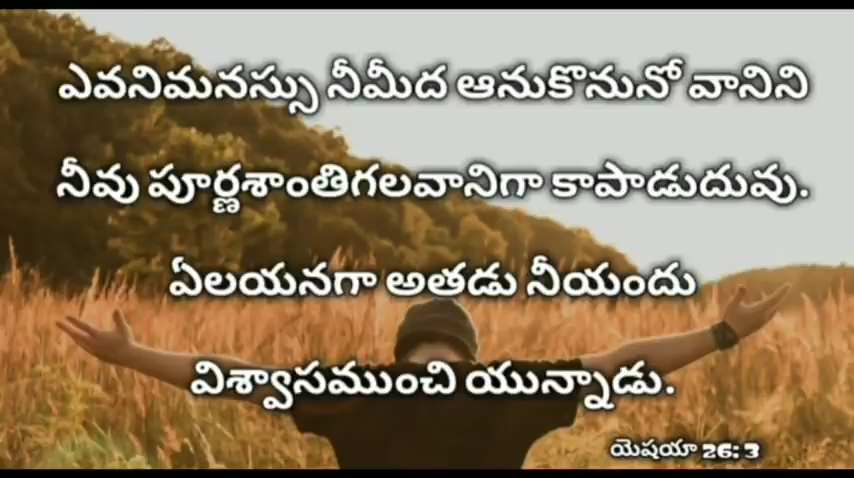 ఎవనిమనస్సు నీమీద ఆనుకొనునో వానిని
నీవు పూర్ణశాంతిగలవానిగా కాపాడుదువు.
ఏలయనగా అతడు నీయందు
విశ్వాసముంచి యున్నాడు.
యెషయా 26: 3